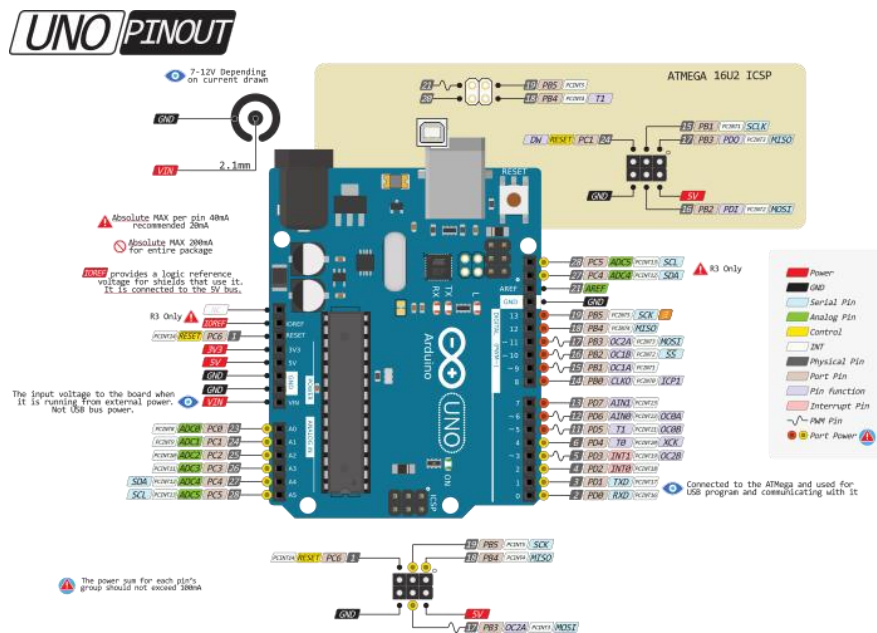 UNO PINOUT
7-12V Depending
on current drawn
GND
VIN
2.1mm
ATMEGA 16U2 ICSP
21
20
19 PB5 PCINT5
18 PB4 PCINT4 T1
DW RESET PC1 24
15 PB1 PCINT1 SCLK
17 PB3 PDO PCINT3 MISO
GND
5V
16 PB2 PDI PCINT2 MOSI
RESET
Absolute MAX per pin 40mA
recommended 20mA
Absolute MAX 200mA
for entire package
IOREF provides a logic reference
voltage for shields that use it.
It is connected to the 5V bus.
R3 Only
NC
IOREF
PCINT14 RESET PC6 1
3V3
5V
GND
GND
VIN
The input voltage to the board when
it is running from external power.
Not USB bus power.
PCINT8 ADC0 PC0 23
PCINT9 ADC1 PC1 24
PCINT10 ADC2 PC2 25
PCINT11 ADC3 PC3 26
SDA PCINT12 ADC4 PC4 27
SCL PCINT13 ADC5 PC5 28
IOREF
RESET
3V3
5V
GND
VIN
POWER
A0
A1
A2
A3
A4
A5
ANALOG IN
RX
TX
L
Arduino
UNO
ON
ICSP
DIGITAL (PWM~)
AREF
GND
13
12
~11
~10
~9
8
7
~6
~5
4
~3
2
1
0
28 PC5 ADC5 PCINT13 SCL
27 PC4 ADC4 PCINT12 SDA
R3 Only
21 AREF
GND
19 PB5 PCINT5 SCK
18 PB4 PCINT4 MISO
17 PB3 OC2A PCINT3 MOSI
16 PB2 OC1B PCINT2 SS
15 PB1 OC1A PCINT1
14 PB0 CLKO PCINT0 ICP1
13 PD7 AIN1 PCINT23
12 PD6 AIN0 PCINT22 OC0A
11 PD5 T1 PCINT21 OC0B
6 PD4 T0 PCINT20 XCK
5 PD3 INT1 PCINT19 OC2B
4 PD2 INT0 PCINT18
3 PD1 TXD PCINT17
2 PD0 RXD PCINT16
Connected to the ATMega and used for
USB program and communicating with it
Power
GND
Serial Pin
Analog Pin
Control
INT
Physical Pin
Port Pin
Pin function
Interrupt Pin
PWM Pin
Port Power
PCINT14 RESET PC6 1
19 PB5 PCINT5 SCK
18 PB4 PCINT4 MISO
GND
5V
17 PB3 OC2A PCINT3 MOSI
The power sum for each pin's
group should not exceed 100mA